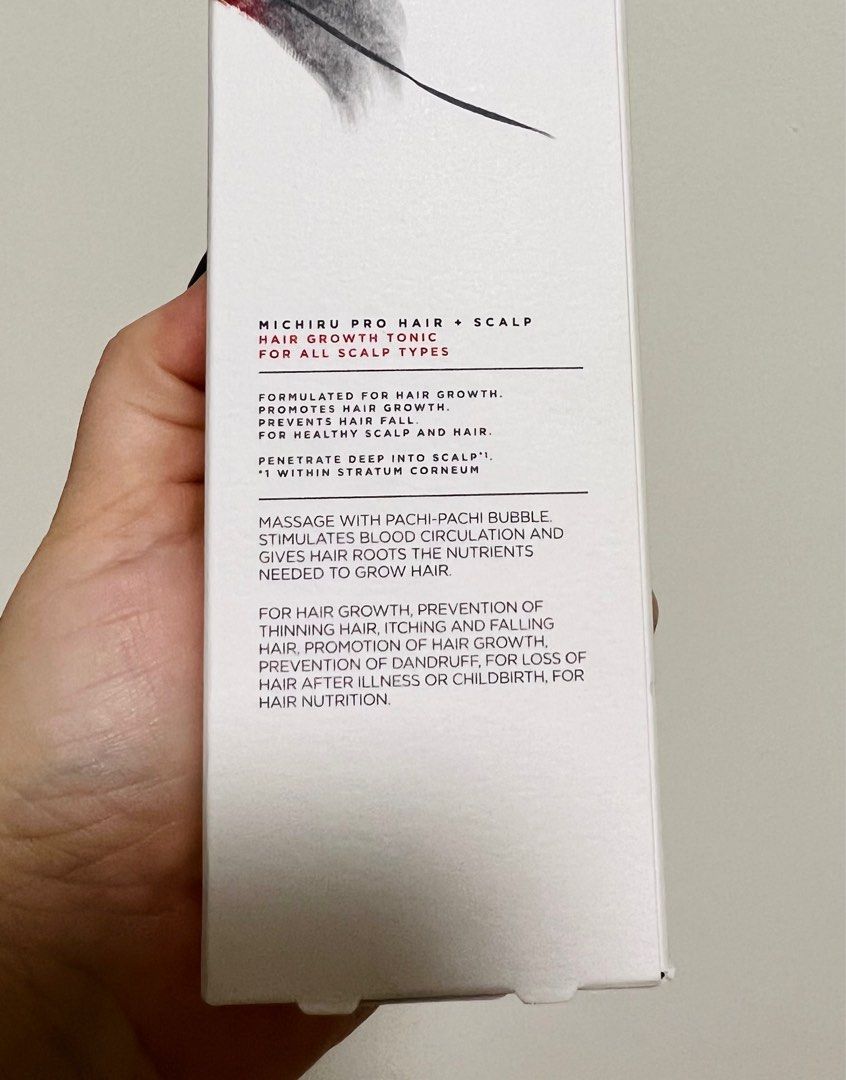 MICHIRU PRO HAIR + SCALP
HAIR GROWTH TONIC
FOR ALL SCALP TYPES
FORMULATED FOR HAIR GROWTH.
PROMOTES HAIR GROWTH.
PREVENTS HAIR FALL.
FOR HEALTHY SCALP AND HAIR.
PENETRATE DEEP INTO SCALP*1.
*1 WITHIN STRATUM CORNEUM
MASSAGE WITH PACHI-PACHI BUBBLE.
STIMULATES BLOOD CIRCULATION AND
GIVES HAIR ROOTS THE NUTRIENTS
NEEDED TO GROW HAIR.
FOR HAIR GROWTH, PREVENTION OF
THINNING HAIR, ITCHING AND FALLING
HAIR, PROMOTION OF HAIR GROWTH,
PREVENTION OF DANDRUFF, FOR LOSS OF
HAIR AFTER ILLNESS OR CHILDBIRTH, FOR
HAIR NUTRITION.